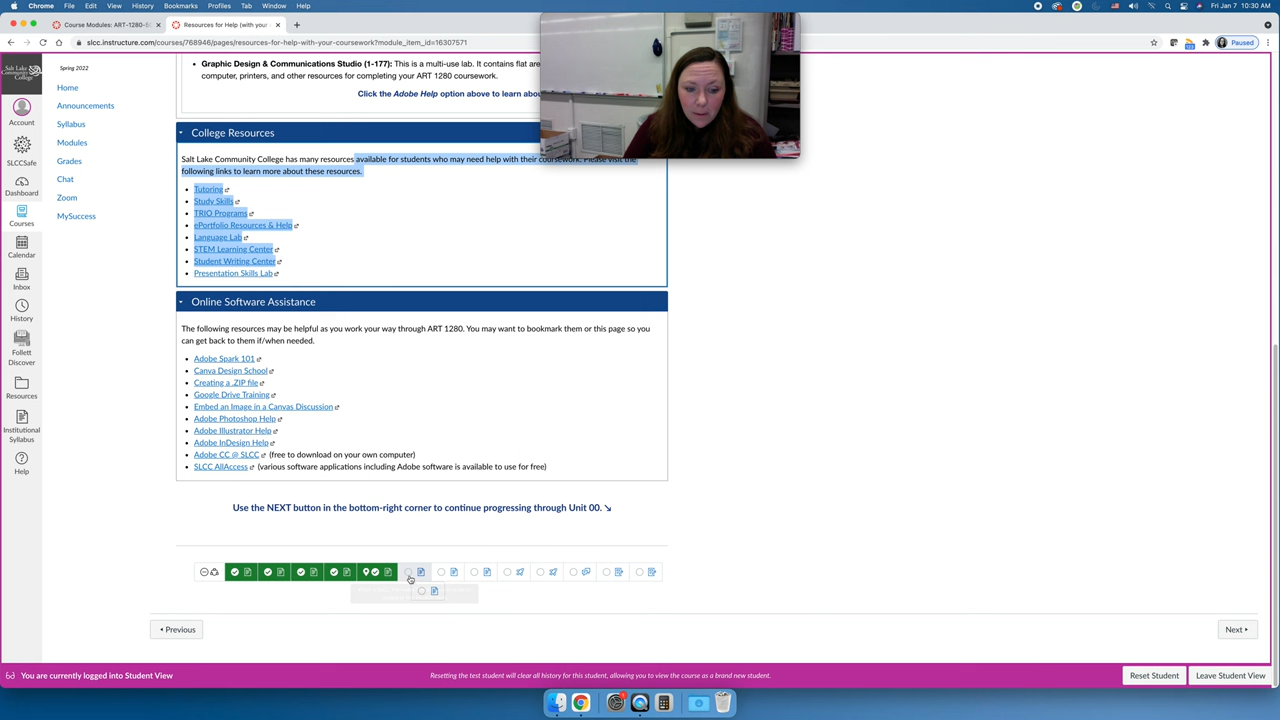 Chrome File Edit View History Bookmarks Profiles Tab Window Help Fri Jan 7 10:30 AM
Course Modules: ART-1280-50 Resources for Help (with your
slcc.instructure.com/courses/768946/pages/resources-for-help-with-your-coursework?module_item_id=16307571 Paused
Salt Lake
Community
College
Spring 2022
Home
Announcements
Syllabus
Modules
Grades
Chat
Zoom
MySuccess
Account
SLCCSafe
Dashboard
Courses
Calendar
Inbox
History
Follett
Discover
Resources
Institutional
Syllabus
Help
Graphic Design & Communications Studio (1-177): This is a multi-use lab. It contains flat
computer, printers, and other resources for completing your ART 1280 coursework.
Click the Adobe Help option above to learn
College Resources
Salt Lake Community College has many resources available for students who may need help with their coursework. Please visit the
following links to learn more about these resources.
Tutoring
Study Skills
TRIO Programs
ePortfolio Resources & Help
Language Lab
STEM Learning Center
Student Writing Center
Presentation Skills Lab
Online Software Assistance
The following resources may be helpful as you work your way through ART 1280. You may want to bookmark them or this page so you
can get back to them if/when needed.
Adobe Spark 101
Canva Design School
Creating a .ZIP file
Google Drive Training
Embed an Image in a Canvas Discussion
Adobe Photoshop Help
Adobe Illustrator Help
Adobe InDesign Help
Adobe CC @ SLCC (free to download on your own computer)
SLCC AllAccess (various software applications including Adobe software is available to use for free)
Use the NEXT button in the bottom-right corner to continue progressing through Unit 00. ↘
Previous
Next
You are currently logged into Student View
Resetting the test student will clear all history for this student, allowing you to view the course as a brand new student.
Reset Student
Leave Student View